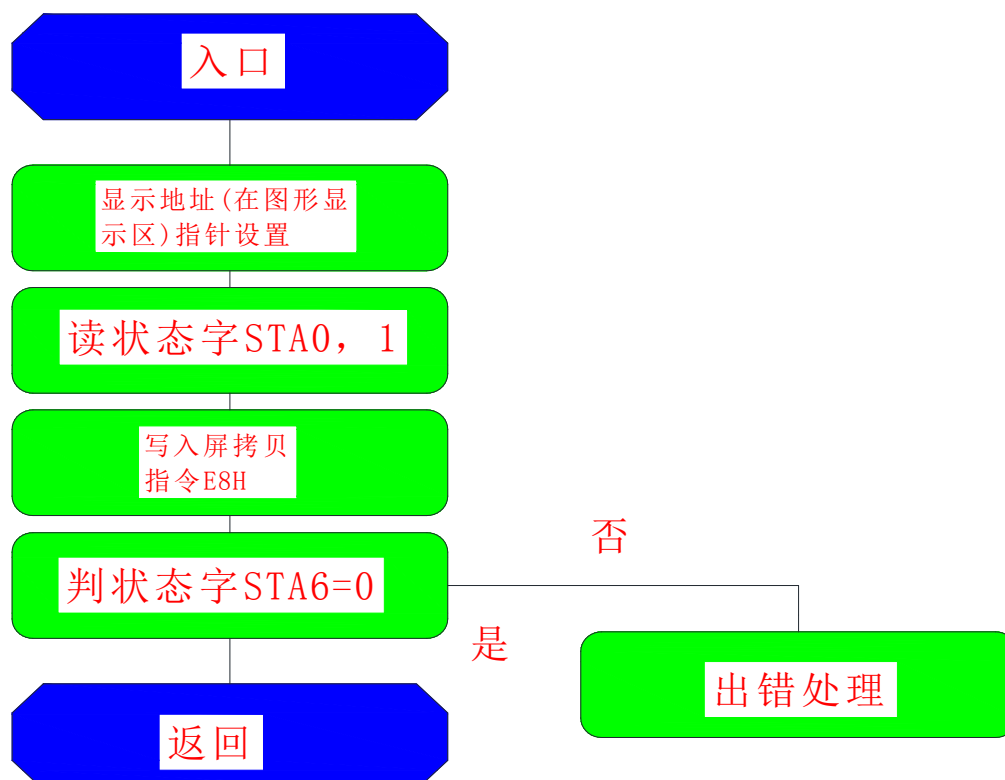 入口
显示地址(在图形显
示区)指针设置
读状态字STA0, 1
写入屏拷贝
指令E8H
否
判状态字STA6=0
是
出错处理
返回